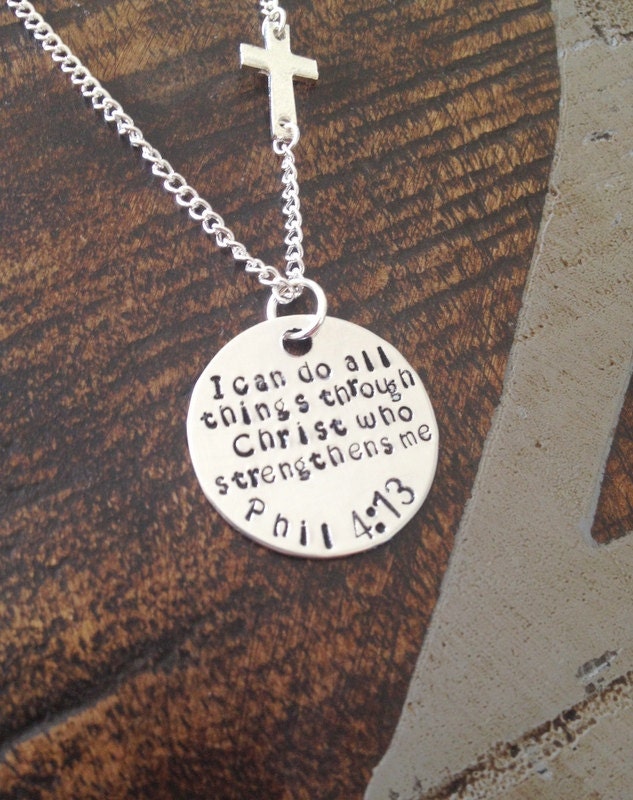 I can do all
things through
Christ who
strengthens me
Phil 4:13